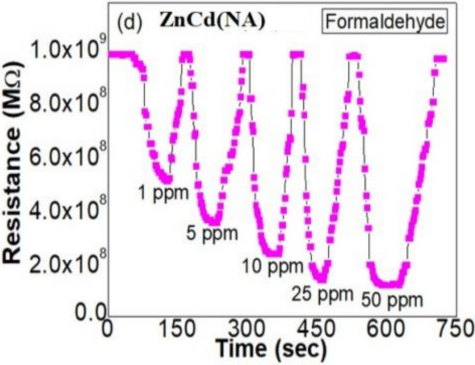 (d) ZnCd(NA) Formaldehyde
Resistance (MΩ)
1.0x10⁹
8.0x10⁸
6.0x10⁸
4.0x10⁸
2.0x10⁸
0.0
1 ppm
5 ppm
10 ppm
25 ppm
50 ppm
0 150 300 450 600 750
Time (sec)